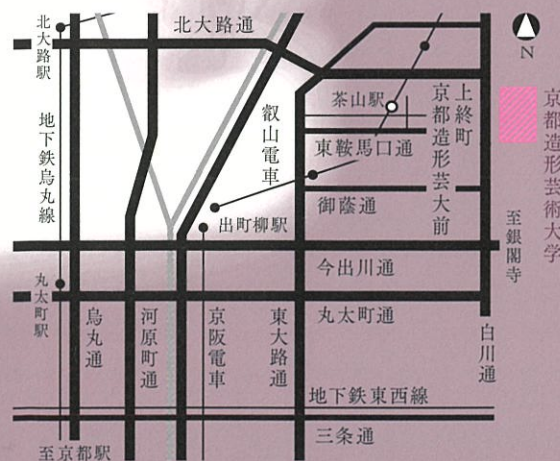 北大路通
北大路駅
N
地下鉄烏丸線
叡山電車
茶山駅
上終町
京都造形芸大前
京都造形芸術大学
東鞍馬口通
御蔭通
出町柳駅
至銀閣寺
今出川通
丸太町駅
烏丸通
河原町通
京阪電車
東大路通
丸太町通
白川通
地下鉄東西線
三条通
至京都駅